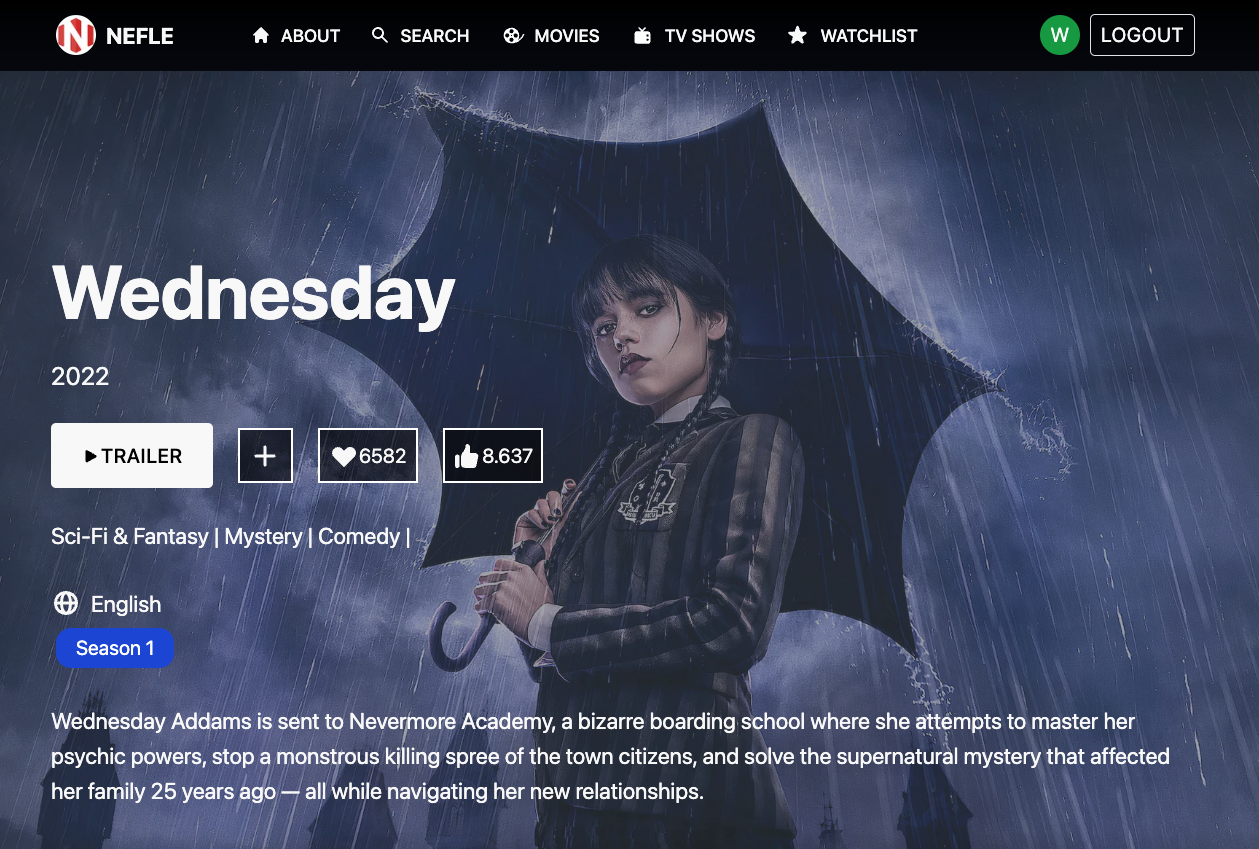 N NEFLE ABOUT SEARCH MOVIES TV SHOWS WATCHLIST W LOGOUT
Wednesday
2022
TRAILER + 6582 8.637
Sci-Fi & Fantasy | Mystery | Comedy |
English
Season 1
Wednesday Addams is sent to Nevermore Academy, a bizarre boarding school where she attempts to master her
psychic powers, stop a monstrous killing spree of the town citizens, and solve the supernatural mystery that affected
her family 25 years ago — all while navigating her new relationships.